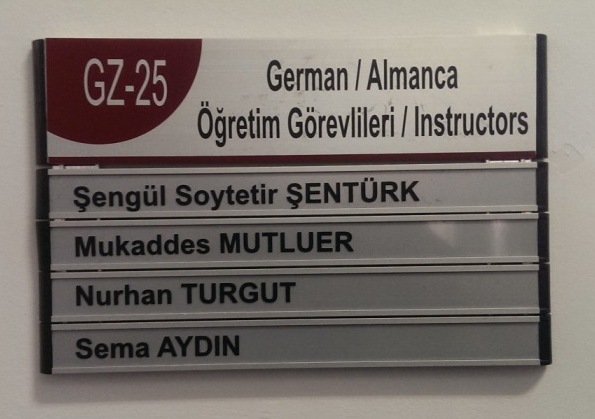 GZ-25
German / Almanca
Öğretim Görevlileri / Instructors
Şengül Soytetir ŞENTÜRK
Mukaddes MUTLUER
Nurhan TURGUT
Sema AYDIN